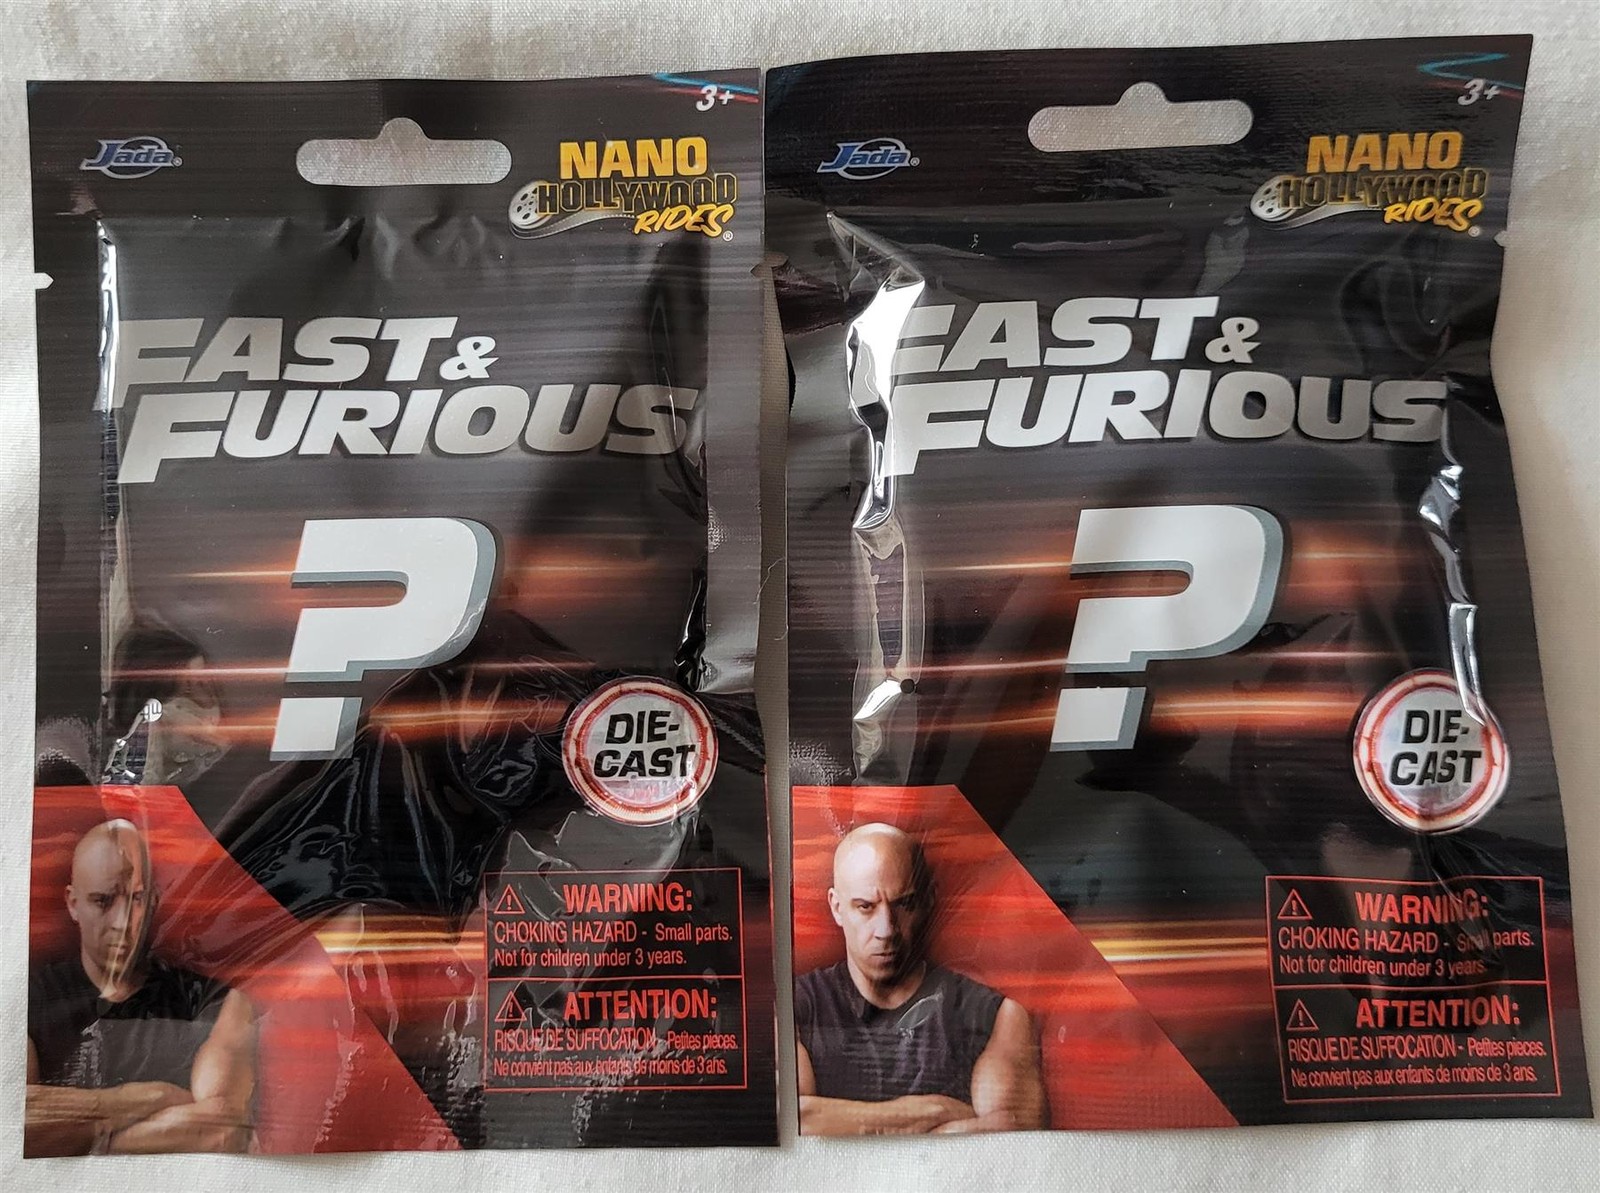 3+
Jada®
NANO
HOLLYWOOD
RIDES®
FAST &
FURIOUS
?
DIE-
CAST
WARNING:
CHOKING HAZARD - Small parts.
Not for children under 3 years.
ATTENTION:
RISQUE DE SUFFOCATION - Petites pièces.
Ne convient pas aux enfants de moins de 3 ans.
3+
Jada®
NANO
HOLLYWOOD
RIDES®
FAST &
FURIOUS
?
DIE-
CAST
WARNING:
CHOKING HAZARD - Small parts.
Not for children under 3 years.
ATTENTION:
RISQUE DE SUFFOCATION - Petites pièces.
Ne convient pas aux enfants de moins de 3 ans.